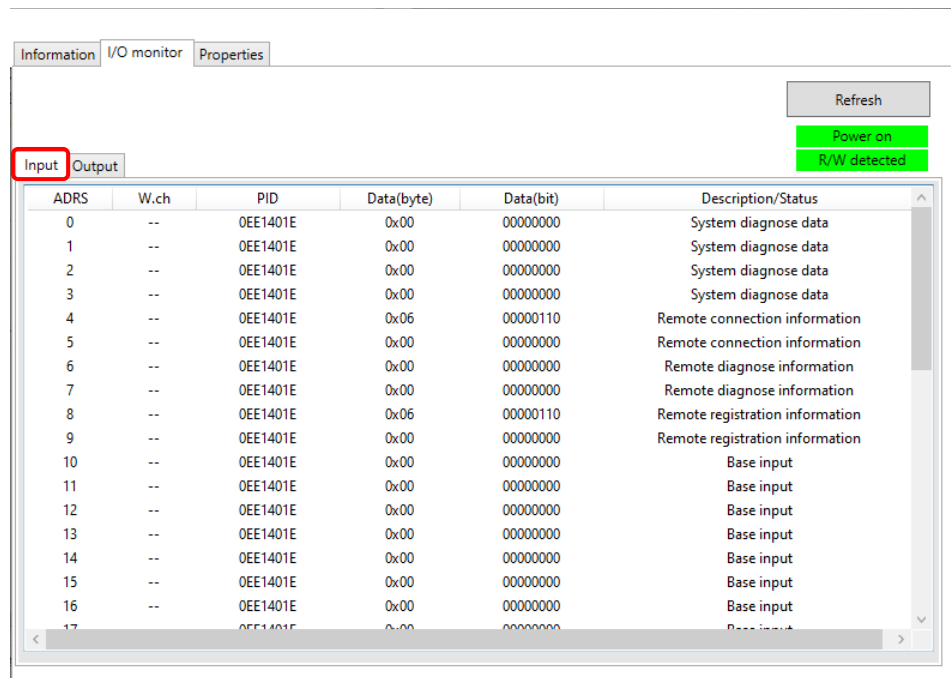 Information I/O monitor Properties
Refresh
Power on
Input Output R/W detected
ADRS W.ch PID Data(byte) Data(bit) Description/Status
0 -- 0EE1401E 0x00 00000000 System diagnose data
1 -- 0EE1401E 0x00 00000000 System diagnose data
2 -- 0EE1401E 0x00 00000000 System diagnose data
3 -- 0EE1401E 0x00 00000000 System diagnose data
4 -- 0EE1401E 0x06 00000110 Remote connection information
5 -- 0EE1401E 0x00 00000000 Remote connection information
6 -- 0EE1401E 0x00 00000000 Remote diagnose information
7 -- 0EE1401E 0x00 00000000 Remote diagnose information
8 -- 0EE1401E 0x06 00000110 Remote registration information
9 -- 0EE1401E 0x00 00000000 Remote registration information
10 -- 0EE1401E 0x00 00000000 Base input
11 -- 0EE1401E 0x00 00000000 Base input
12 -- 0EE1401E 0x00 00000000 Base input
13 -- 0EE1401E 0x00 00000000 Base input
14 -- 0EE1401E 0x00 00000000 Base input
15 -- 0EE1401E 0x00 00000000 Base input
16 -- 0EE1401E 0x00 00000000 Base input
17 -- 0EE1401E 0x00 00000000 Base input